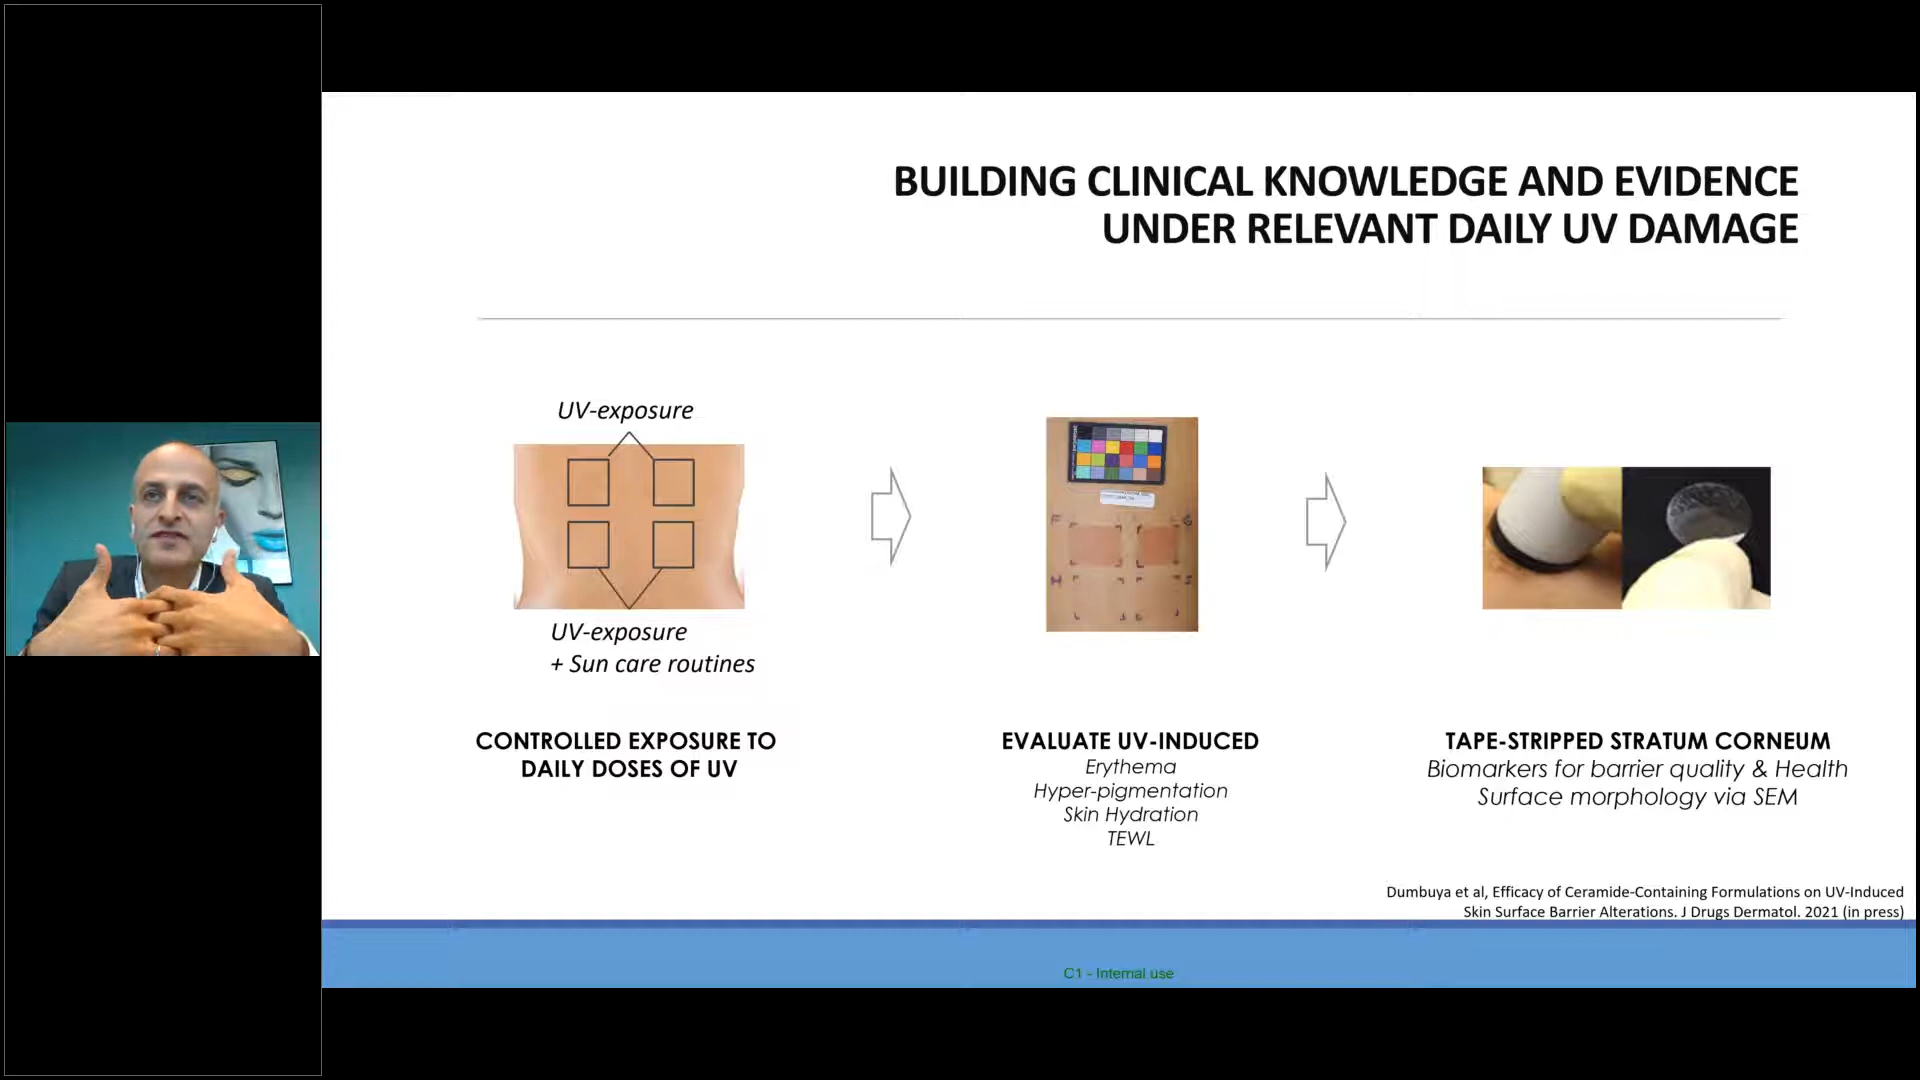 BUILDING CLINICAL KNOWLEDGE AND EVIDENCE
UNDER RELEVANT DAILY UV DAMAGE
UV-exposure
UV-exposure
+ Sun care routines
CONTROLLED EXPOSURE TO
DAILY DOSES OF UV
EVALUATE UV-INDUCED
Erythema
Hyper-pigmentation
Skin Hydration
TEWL
TAPE-STRIPPED STRATUM CORNEUM
Biomarkers for barrier quality & Health
Surface morphology via SEM
Dumbuya et al, Efficacy of Ceramide-Containing Formulations on UV-Induced
Skin Surface Barrier Alterations. J Drugs Dermatol. 2021 (in press)
C1 - Internal use